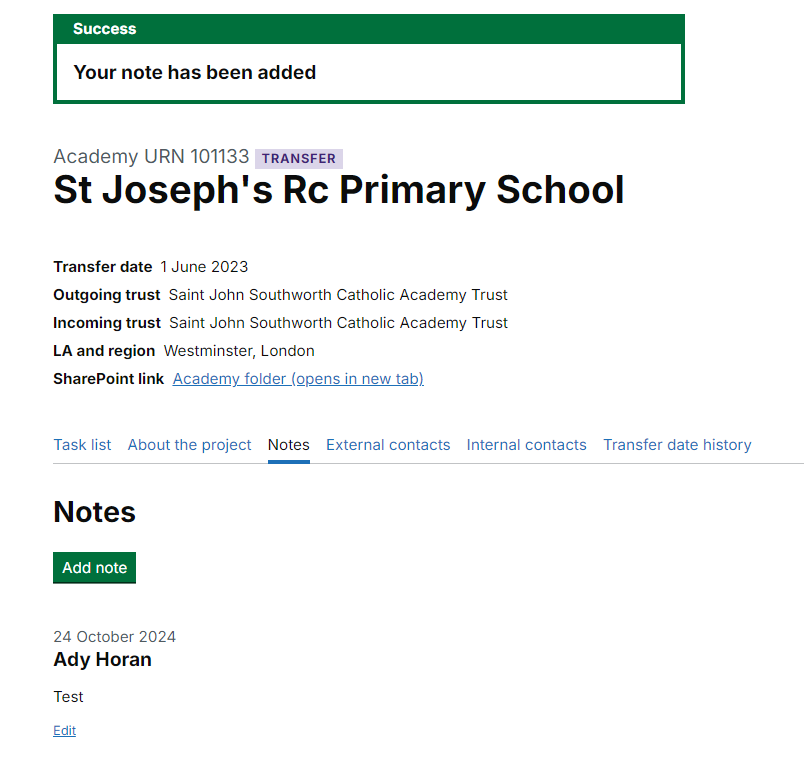 Success
Your note has been added
Academy URN 101133 TRANSFER
St Joseph's Rc Primary School
Transfer date 1 June 2023
Outgoing trust Saint John Southworth Catholic Academy Trust
Incoming trust Saint John Southworth Catholic Academy Trust
LA and region Westminster, London
SharePoint link Academy folder (opens in new tab)
Task list About the project Notes External contacts Internal contacts Transfer date history
Notes
Add note
24 October 2024
Ady Horan
Test
Edit